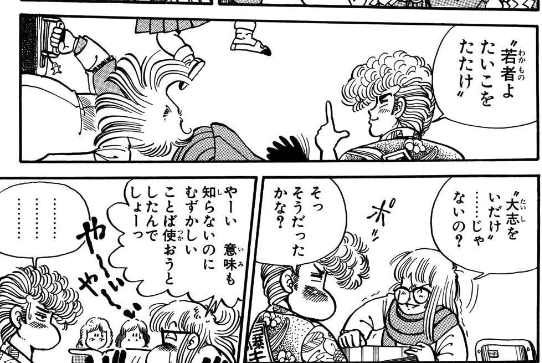 〝若者よ
たいこを
たたけ〟
〝大志を
いだけ〟
……じゃ
ないの？
ポッ
そっ
そうだった
かな？
やーい　意味も
知らないのに
むずかしい
ことば使おうと
したんで
しょーっ
や〜い
や〜い
………
………